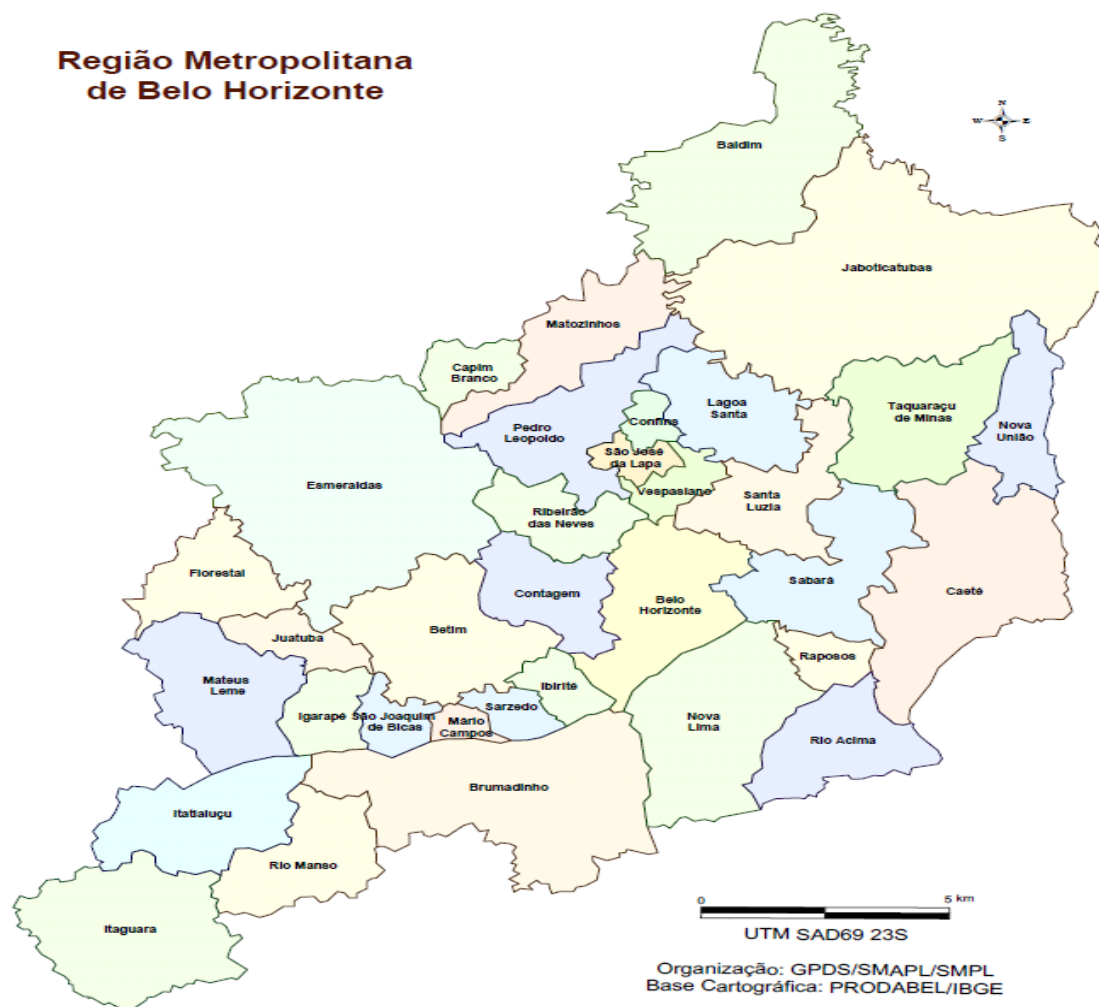 Região Metropolitana
de Belo Horizonte
N
W E
S
Baldim
Jaboticatubas
Matozinhos
Capim
Branco
Lagoa
Santa
Taquaraçu
de Minas
Nova
União
Confins
Pedro
Leopoldo
São José
da Lapa
Esmeraldas
Vespasiano
Santa
Luzia
Ribeirão
das Neves
Florestal
Contagem
Belo
Horizonte
Sabará
Caeté
Juatuba
Betim
Raposos
Mateus
Leme
Igarapé
São Joaquim
de Bicas
Mário
Campos
Sarzedo
Ibirité
Nova
Lima
Rio Acima
Brumadinho
Itatiaiuçu
Rio Manso
Itaguara
0 5 km
UTM SAD69 23S
Organização: GPDS/SMAPL/SMPL
Base Cartográfica: PRODABEL/IBGE